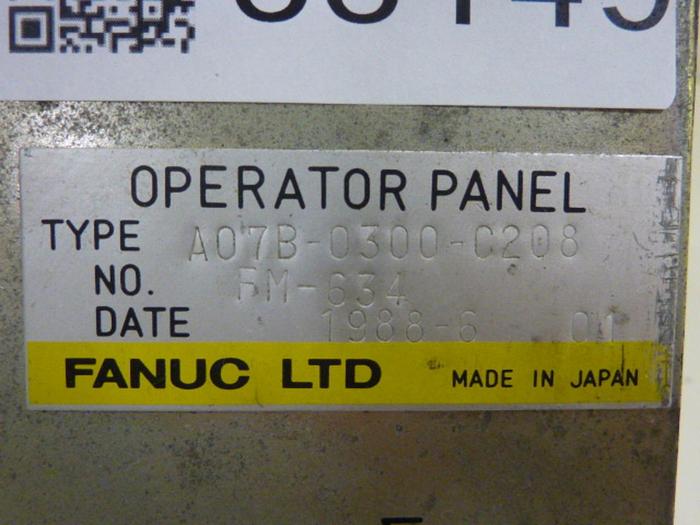 OPERATOR PANEL
TYPE A07B-0300-C208
NO. FM-634
DATE 1988-6
FANUC LTD MADE IN JAPAN